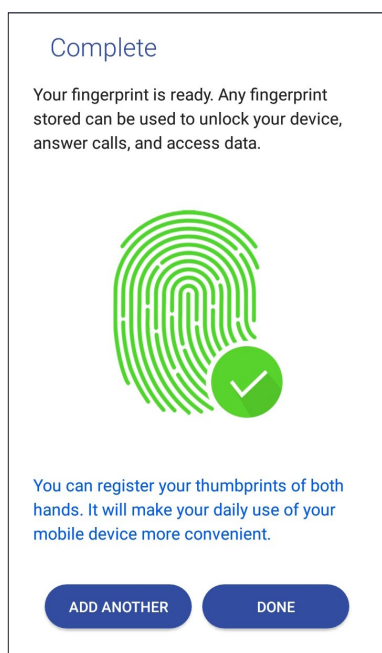 Complete
Your fingerprint is ready. Any fingerprint
stored can be used to unlock your device,
answer calls, and access data.
You can register your thumbprints of both
hands. It will make your daily use of your
mobile device more convenient.
ADD ANOTHER
DONE